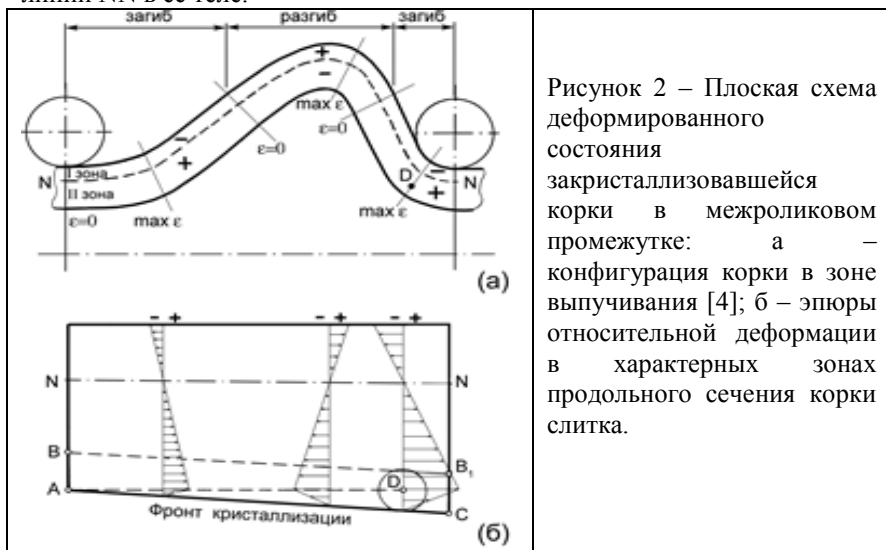 линии NN в ее теле.
загиб разгиб загиб
+
-
max ε
ε=0
-
+
ε=0
N I зона
II зона
D
-
N
+
ε=0
max ε
max ε
(а)
- + - + - +
N N
B
B₁
A
D
C
Фронт кристаллизации
(б)
Рисунок 2 – Плоская схема
деформированного
состояния
закристаллизовавшейся
корки в межроликовом
промежутке: а –
конфигурация корки в зоне
выпучивания [4]; б – эпюры
относительной деформации
в характерных зонах
продольного сечения корки
слитка.